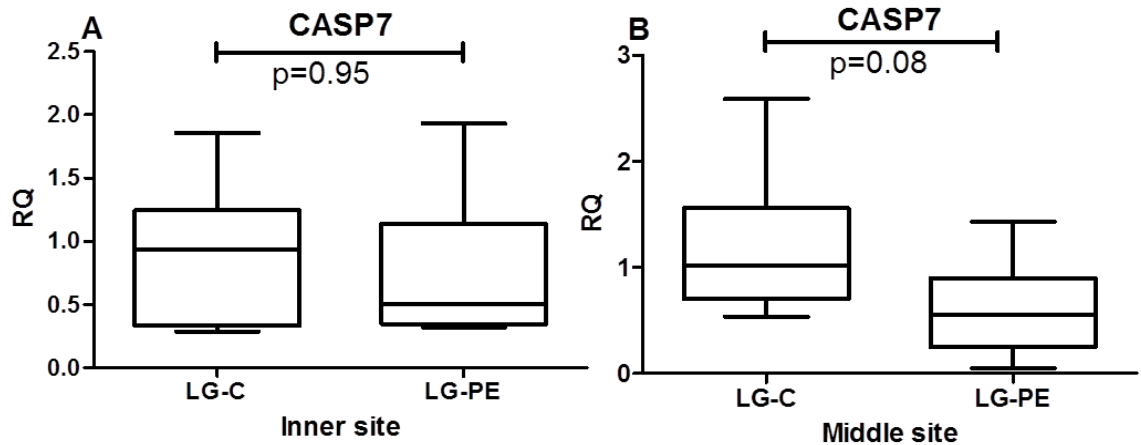 A
CASP7
p=0.95
RQ
2.5
2.0
1.5
1.0
0.5
0.0
LG-C LG-PE
Inner site
B
CASP7
p=0.08
RQ
3
2
1
0
LG-C LG-PE
Middle site